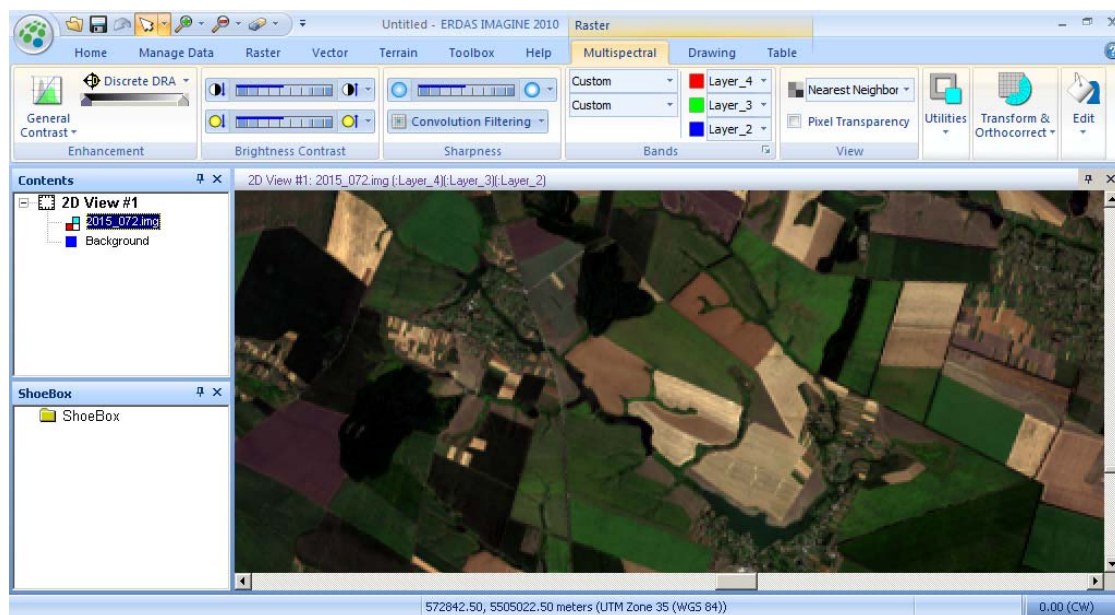 Untitled - ERDAS IMAGINE 2010 Raster
Home Manage Data Raster Vector Terrain Toolbox Help Multispectral Drawing Table
Discrete DRA
General
Contrast
Enhancement
Brightness Contrast
Convolution Filtering
Sharpness
Custom
Custom
Layer_4
Layer_3
Layer_2
Bands
Nearest Neighbor
Pixel Transparency
View
Utilities
Transform &
Orthocorrect
Edit
Contents
2D View #1
2015_072.img
Background
ShoeBox
ShoeBox
2D View #1: 2015_072.img (:Layer_4)(:Layer_3)(:Layer_2)
572842.50, 5505022.50 meters (UTM Zone 35 (WGS 84)) 0.00 (CW)